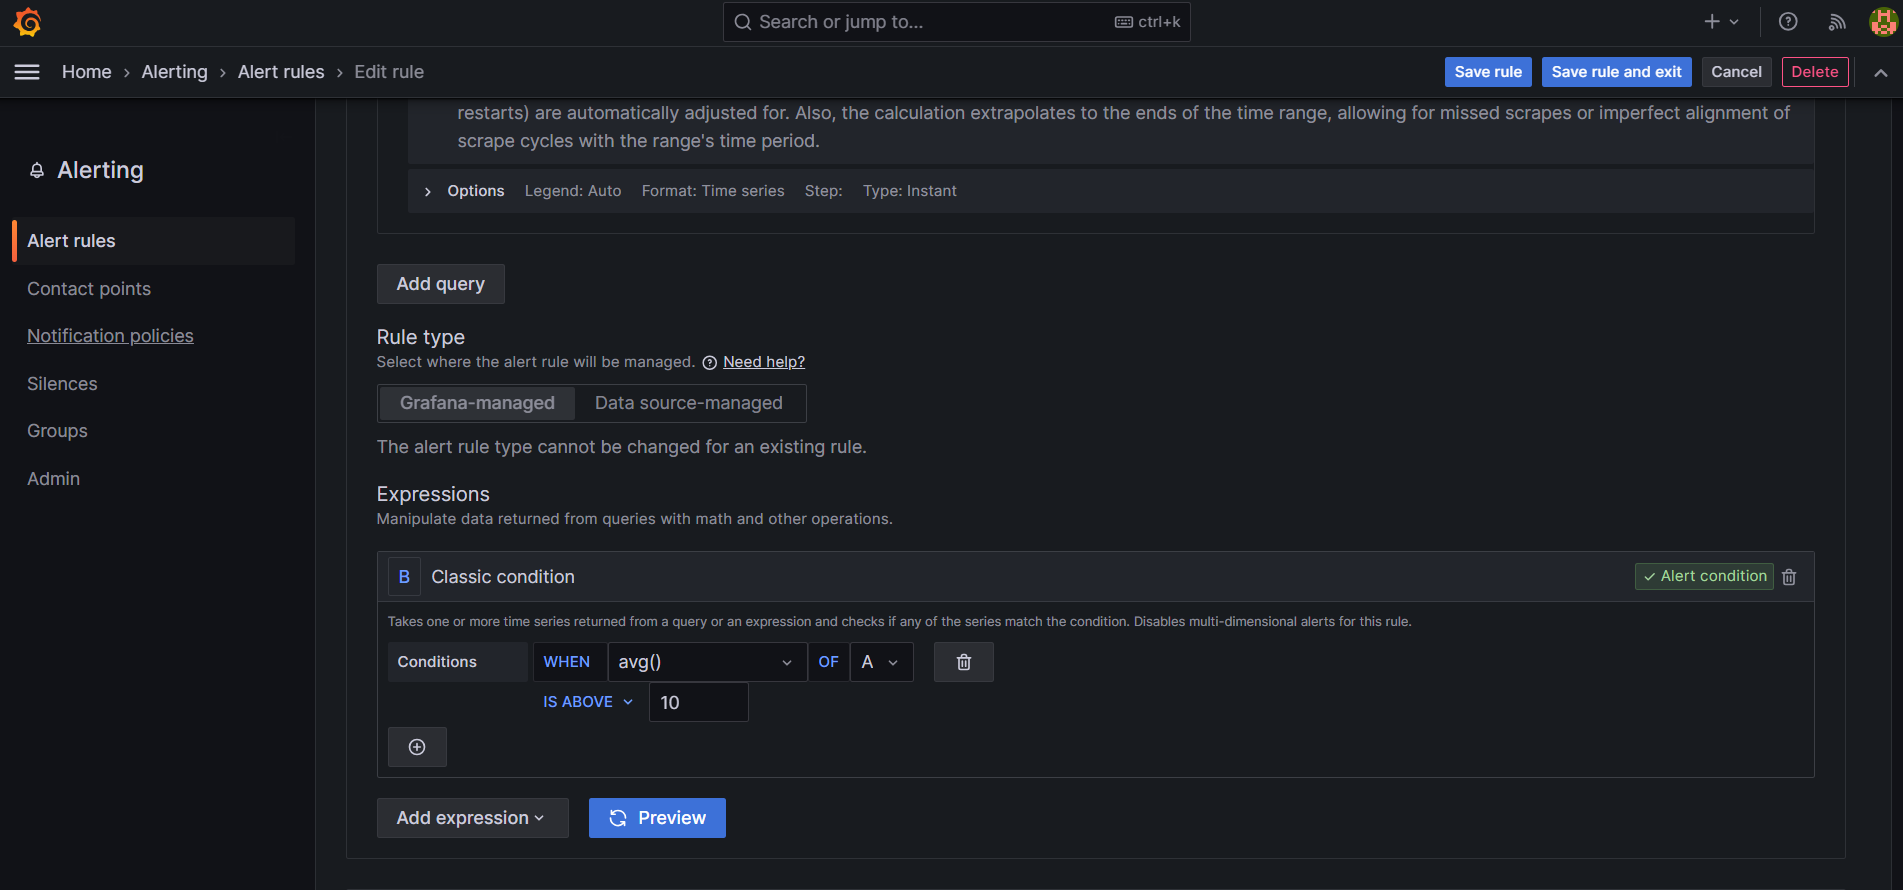 Search or jump to...
ctrl+k
Home › Alerting › Alert rules › Edit rule
Save rule
Save rule and exit
Cancel
Delete
Alerting
Alert rules
Contact points
Notification policies
Silences
Groups
Admin
restarts) are automatically adjusted for. Also, the calculation extrapolates to the ends of the time range, allowing for missed scrapes or imperfect alignment of
scrape cycles with the range's time period.
Options Legend: Auto Format: Time series Step: Type: Instant
Add query
Rule type
Select where the alert rule will be managed. Need help?
Grafana-managed Data source-managed
The alert rule type cannot be changed for an existing rule.
Expressions
Manipulate data returned from queries with math and other operations.
B Classic condition
Alert condition
Takes one or more time series returned from a query or an expression and checks if any of the series match the condition. Disables multi-dimensional alerts for this rule.
Conditions WHEN avg() OF A
IS ABOVE 10
Add expression
Preview